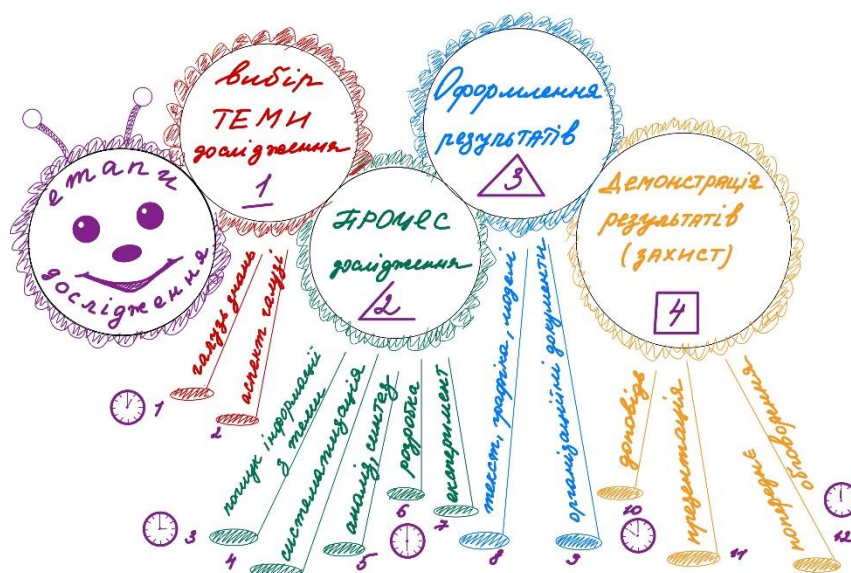 етапи
дослідження
вибір
ТЕМИ
дослідження
1
ПРОЦЕС
дослідження
2
Оформлення
результатів
3
Демонстрація
результатів
(ЗАХИСТ)
4
галузь знань
аспект галузі
пошук інформації
з теми
систематизація
аналіз, синтез
розробка
експеримент
текст, графіка, моделі
організаційні документи
доповідь
презентація
попереднє
обговорення
1
2
3
4
5
6
7
8
9
10
11
12